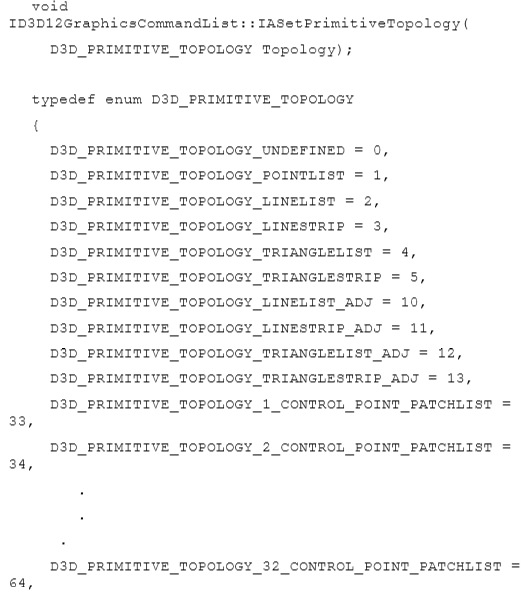 void
ID3D12GraphicsCommandList::IASetPrimitiveTopology(
D3D_PRIMITIVE_TOPOLOGY Topology);
typedef enum D3D_PRIMITIVE_TOPOLOGY
{
D3D_PRIMITIVE_TOPOLOGY_UNDEFINED = 0,
D3D_PRIMITIVE_TOPOLOGY_POINTLIST = 1,
D3D_PRIMITIVE_TOPOLOGY_LINELIST = 2,
D3D_PRIMITIVE_TOPOLOGY_LINESTRIP = 3,
D3D_PRIMITIVE_TOPOLOGY_TRIANGLELIST = 4,
D3D_PRIMITIVE_TOPOLOGY_TRIANGLESTRIP = 5,
D3D_PRIMITIVE_TOPOLOGY_LINELIST_ADJ = 10,
D3D_PRIMITIVE_TOPOLOGY_LINESTRIP_ADJ = 11,
D3D_PRIMITIVE_TOPOLOGY_TRIANGLELIST_ADJ = 12,
D3D_PRIMITIVE_TOPOLOGY_TRIANGLESTRIP_ADJ = 13,
D3D_PRIMITIVE_TOPOLOGY_1_CONTROL_POINT_PATCHLIST =
33,
D3D_PRIMITIVE_TOPOLOGY_2_CONTROL_POINT_PATCHLIST =
34,
.
.
.
D3D_PRIMITIVE_TOPOLOGY_32_CONTROL_POINT_PATCHLIST =
64,